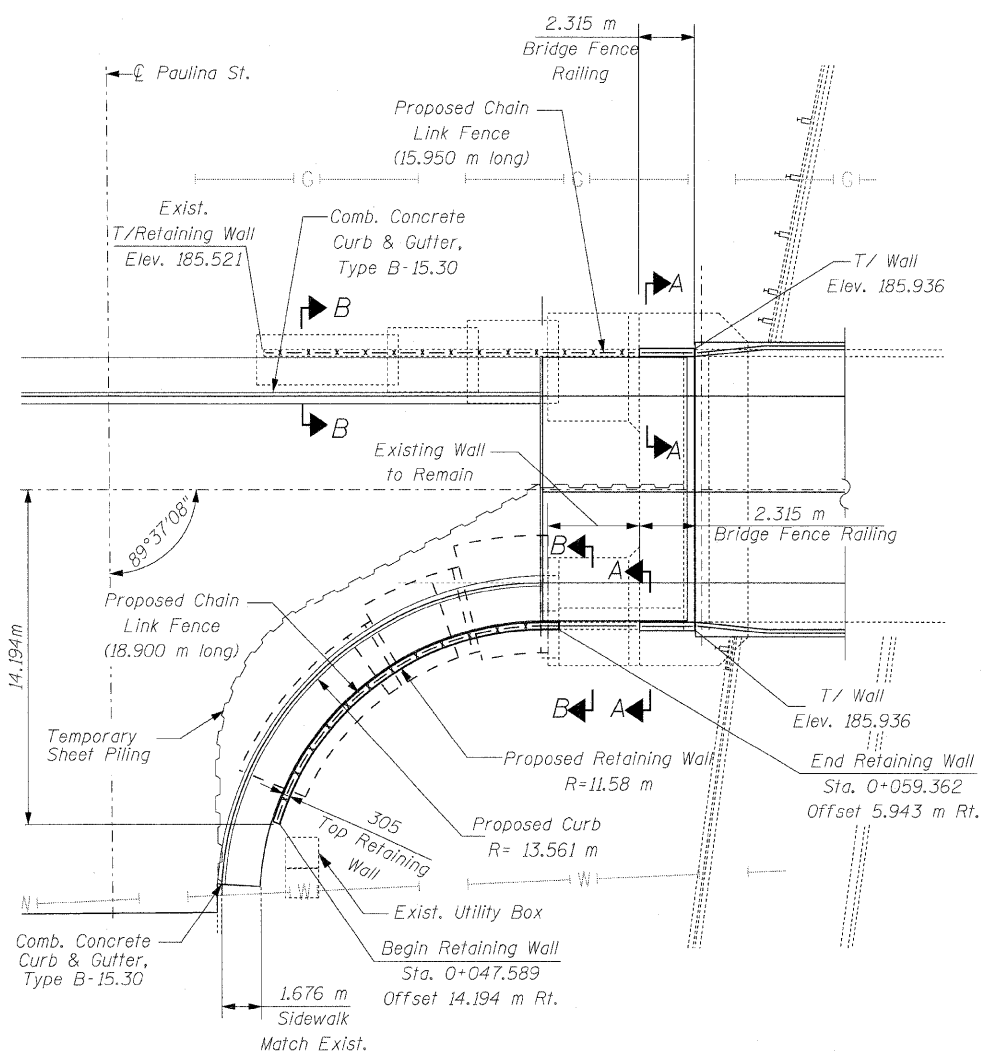 2.315 m
Bridge Fence
Railing
℄ Paulina St.
Proposed Chain
Link Fence
(15.950 m long)
G
G
G
Exist.
T/Retaining Wall
Elev. 185.521
Comb. Concrete
Curb & Gutter,
Type B-15.30
T/ Wall
Elev. 185.936
B
A
B
A
Existing Wall
to Remain
2.315 m
Bridge Fence Railing
89°37'08"
B
A
Proposed Chain
Link Fence
(18.900 m long)
14.194m
B
A
T/ Wall
Elev. 185.936
Temporary
Sheet Piling
Proposed Retaining Wall
R=11.58 m
End Retaining Wall
Sta. 0+059.362
Offset 5.943 m Rt.
305
Top Retaining
Wall
Proposed Curb
R= 13.561 m
W
W
W
Exist. Utility Box
Comb. Concrete
Curb & Gutter,
Type B-15.30
Begin Retaining Wall
Sta. 0+047.589
Offset 14.194 m Rt.
1.676 m
Sidewalk
Match Exist.